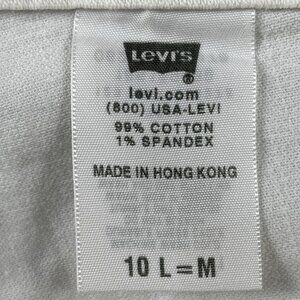 LEVI'S
®
levi.com
(800) USA-LEVI
99% COTTON
1% SPANDEX
MADE IN HONG KONG
10 L=M